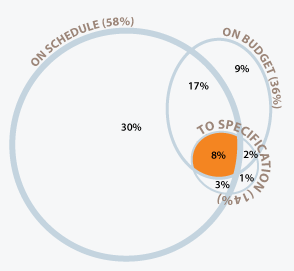 ON SCHEDULE (58%)
ON BUDGET (36%)
9%
17%
30%
TO SPECIFICATION (14%)
8%
2%
3%
1%